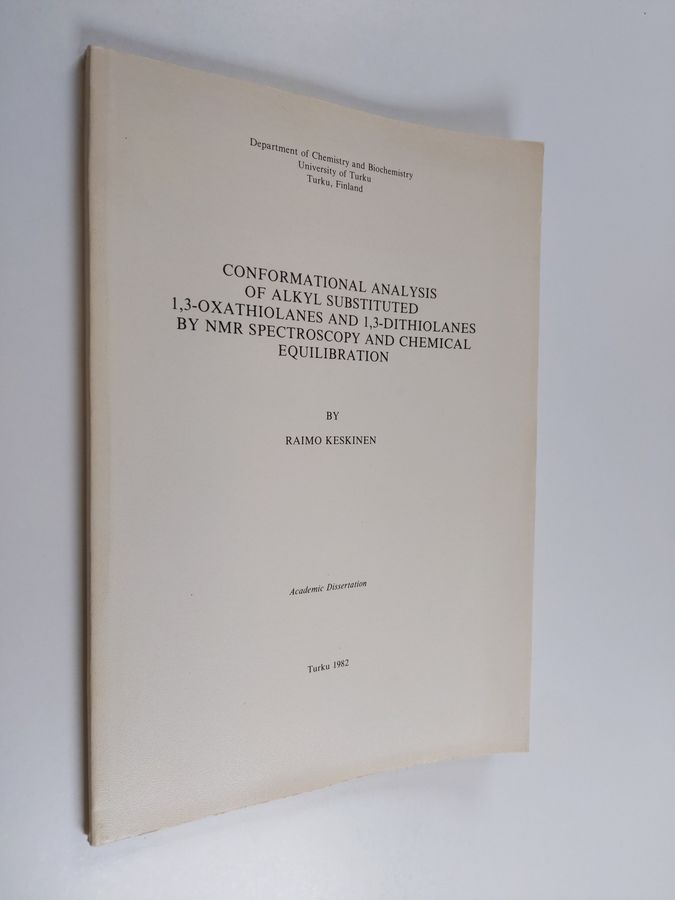 Department of Chemistry and Biochemistry
University of Turku
Turku, Finland
CONFORMATIONAL ANALYSIS
OF ALKYL SUBSTITUTED
1,3-OXATHIOLANES AND 1,3-DITHIOLANES
BY NMR SPECTROSCOPY AND CHEMICAL
EQUILIBRATION
BY
RAIMO KESKINEN
Academic Dissertation
Turku 1982